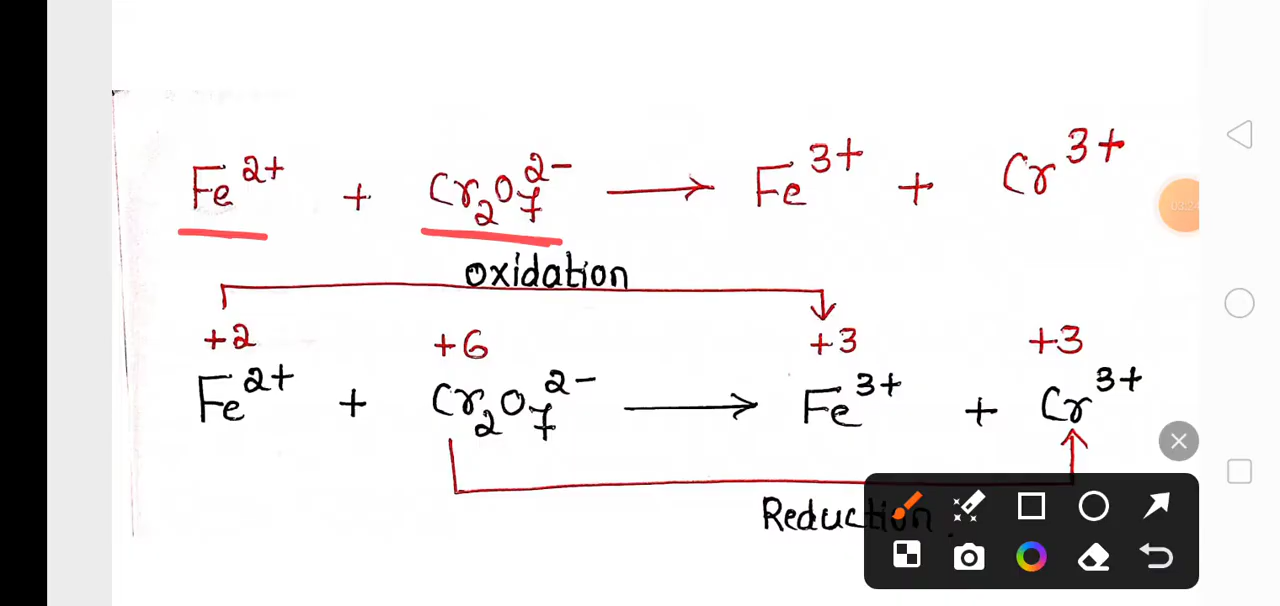 Fe²⁺ + Cr₂O₇²⁻ ⟶ Fe³⁺ + Cr³⁺
oxidation
+2 +6 +3 +3
Fe²⁺ + Cr₂O₇²⁻ ⟶ Fe³⁺ + Cr³⁺
Reduction